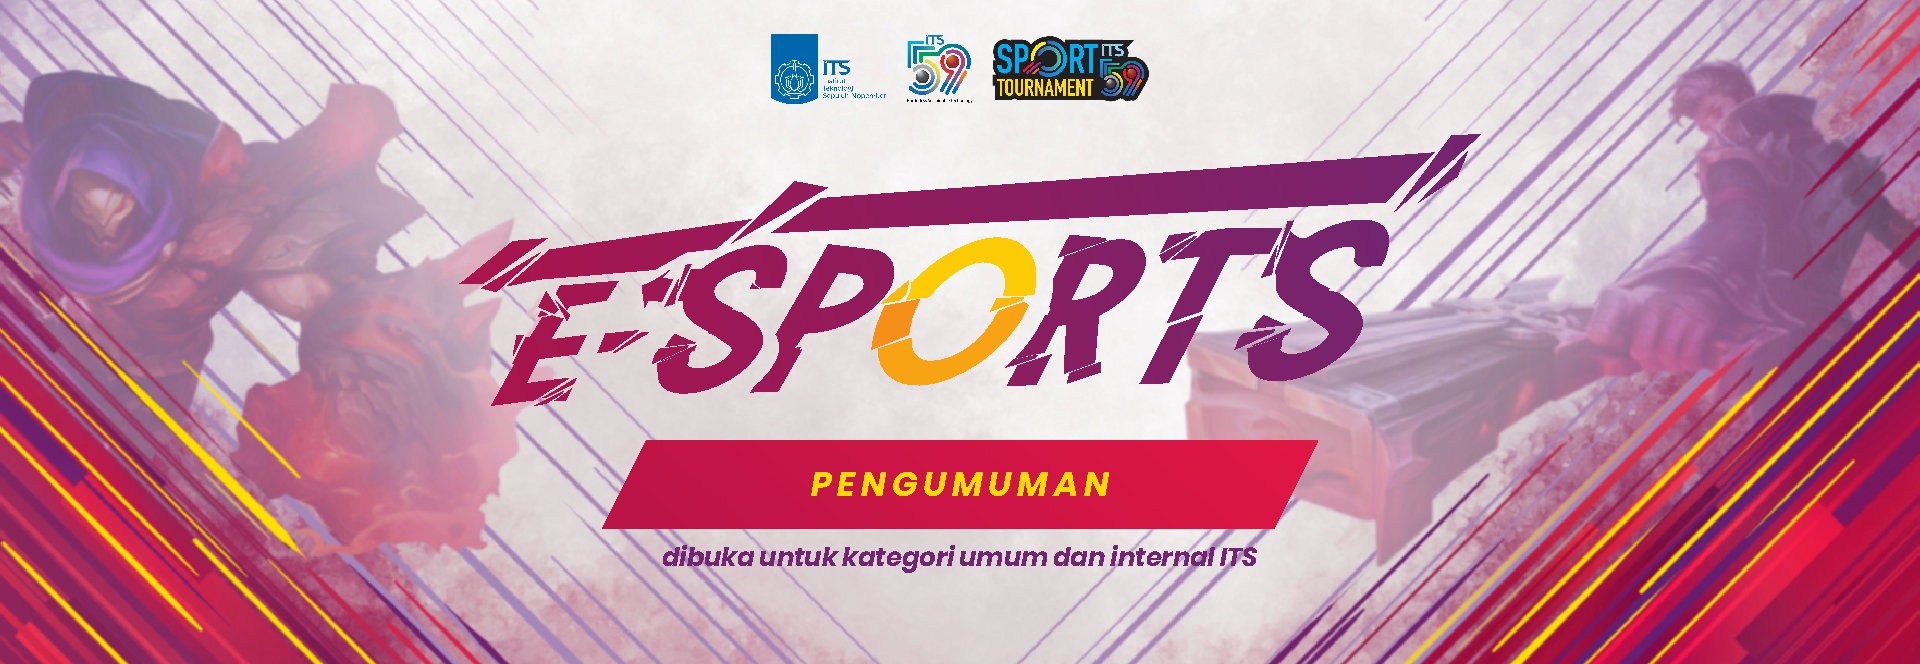 ITS
Institut
Teknologi
Sepuluh Nopember
ITS
59
SPORT ITS
TOURNAMENT 59
E-SPORTS
PENGUMUMAN
dibuka untuk kategori umum dan internal ITS